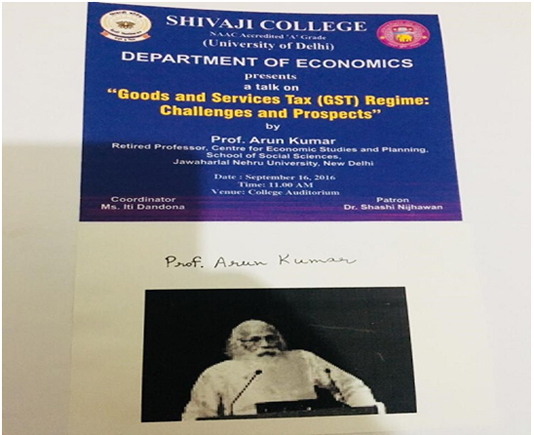 SHIVAJI COLLEGE
NAAC Accredited 'A' Grade
(University of Delhi)
DEPARTMENT OF ECONOMICS
presents
a talk on
"Goods and Services Tax (GST) Regime:
Challenges and Prospects"
by
Prof. Arun Kumar
Retired Professor, Centre for Economic Studies and Planning,
School of Social Sciences,
Jawaharlal Nehru University, New Delhi
Date : September 16, 2016
Time: 11.00 AM
Venue: College Auditorium
Coordinator
Ms. Iti Dandona
Patron
Dr. Shashi Nijhawan
Prof. Arun Kumar